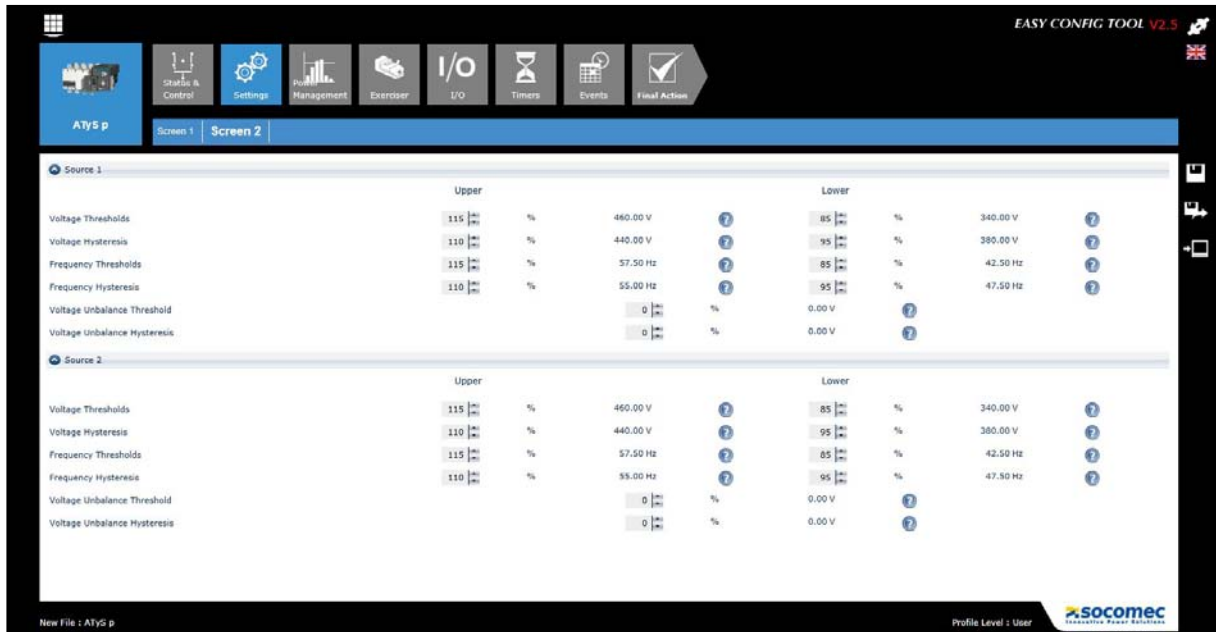 EASY CONFIG TOOL V2.5
Status & Control
Settings
Power Management
Exerciser
I/O
I/O
Timers
Events
Final Action
ATyS p
Screen 1 Screen 2
Source 1
Upper Lower
Voltage Thresholds 115 % 460.00 V ? 85 % 340.00 V ?
Voltage Hysteresis 110 % 440.00 V ? 95 % 380.00 V ?
Frequency Thresholds 115 % 57.50 Hz ? 85 % 42.50 Hz ?
Frequency Hysteresis 110 % 55.00 Hz ? 95 % 47.50 Hz ?
Voltage Unbalance Threshold 0 % 0.00 V ?
Voltage Unbalance Hysteresis 0 % 0.00 V ?
Source 2
Upper Lower
Voltage Thresholds 115 % 460.00 V ? 85 % 340.00 V ?
Voltage Hysteresis 110 % 440.00 V ? 95 % 380.00 V ?
Frequency Thresholds 115 % 57.50 Hz ? 85 % 42.50 Hz ?
Frequency Hysteresis 110 % 55.00 Hz ? 95 % 47.50 Hz ?
Voltage Unbalance Threshold 0 % 0.00 V ?
Voltage Unbalance Hysteresis 0 % 0.00 V ?
New File : ATyS p Profile Level : User socomec
Innovative Power Solutions